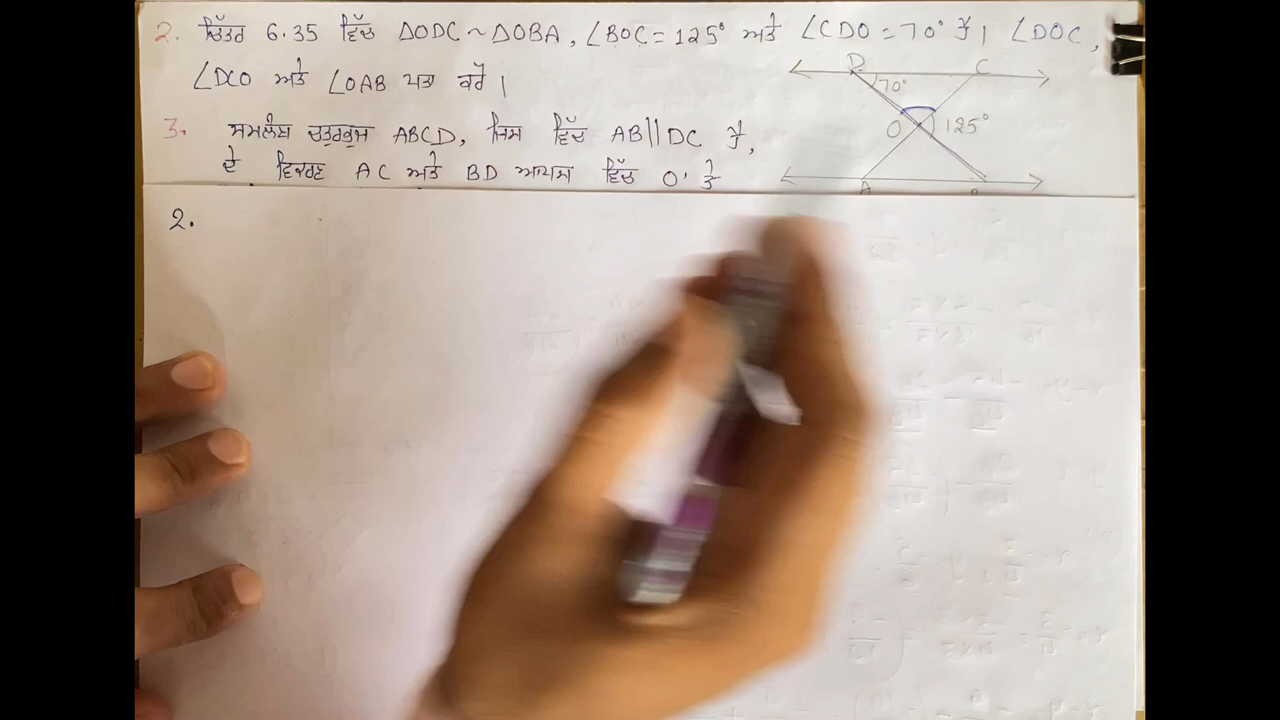 2. ਚਿੱਤਰ 6.35 ਵਿੱਚ ΔODC ~ ΔOBA, ∠BOC = 125° ਅਤੇ ∠CDO = 70° ਹੈ। ∠DOC,
∠DCO ਅਤੇ ∠OAB ਪਤਾ ਕਰੋ।
3. ਸਮਲੰਬ ਚਤੁਰਭੁਜ ABCD, ਜਿਸ ਵਿੱਚ AB||DC ਹੈ,
ਦੇ ਵਿਕਰਣ AC ਅਤੇ BD ਆਪਸ ਵਿੱਚ O' ਤੇ
D C
70°
O 125°
A
2.